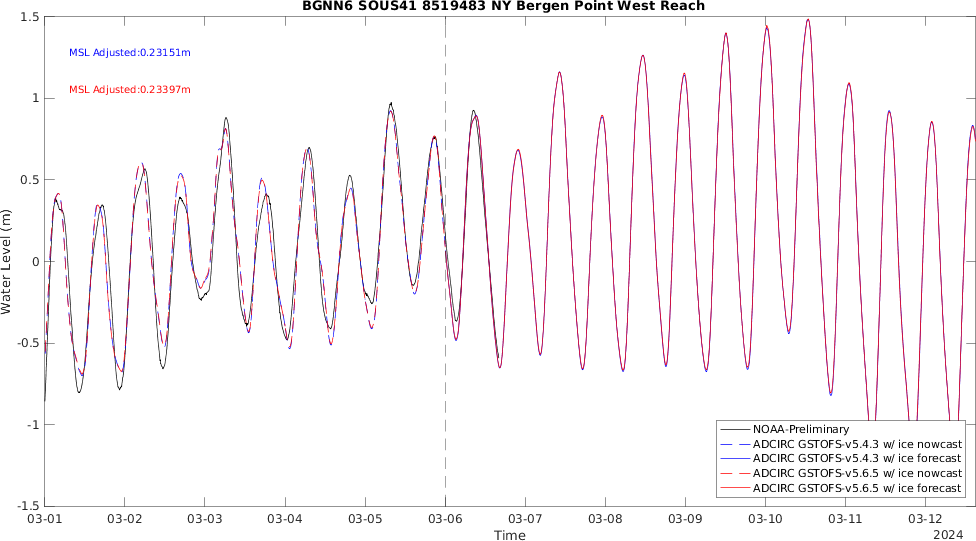 BGNN6 SOUS41 8519483 NY Bergen Point West Reach
MSL Adjusted:0.23151m
MSL Adjusted:0.23397m
Water Level (m)
1.5
1
0.5
0
-0.5
-1
-1.5
NOAA-Preliminary
ADCIRC GSTOFS-v5.4.3 w/ ice nowcast
ADCIRC GSTOFS-v5.4.3 w/ ice forecast
ADCIRC GSTOFS-v5.6.5 w/ ice nowcast
ADCIRC GSTOFS-v5.6.5 w/ ice forecast
03-01 03-02 03-03 03-04 03-05 03-06 03-07 03-08 03-09 03-10 03-11 03-12
2024
Time